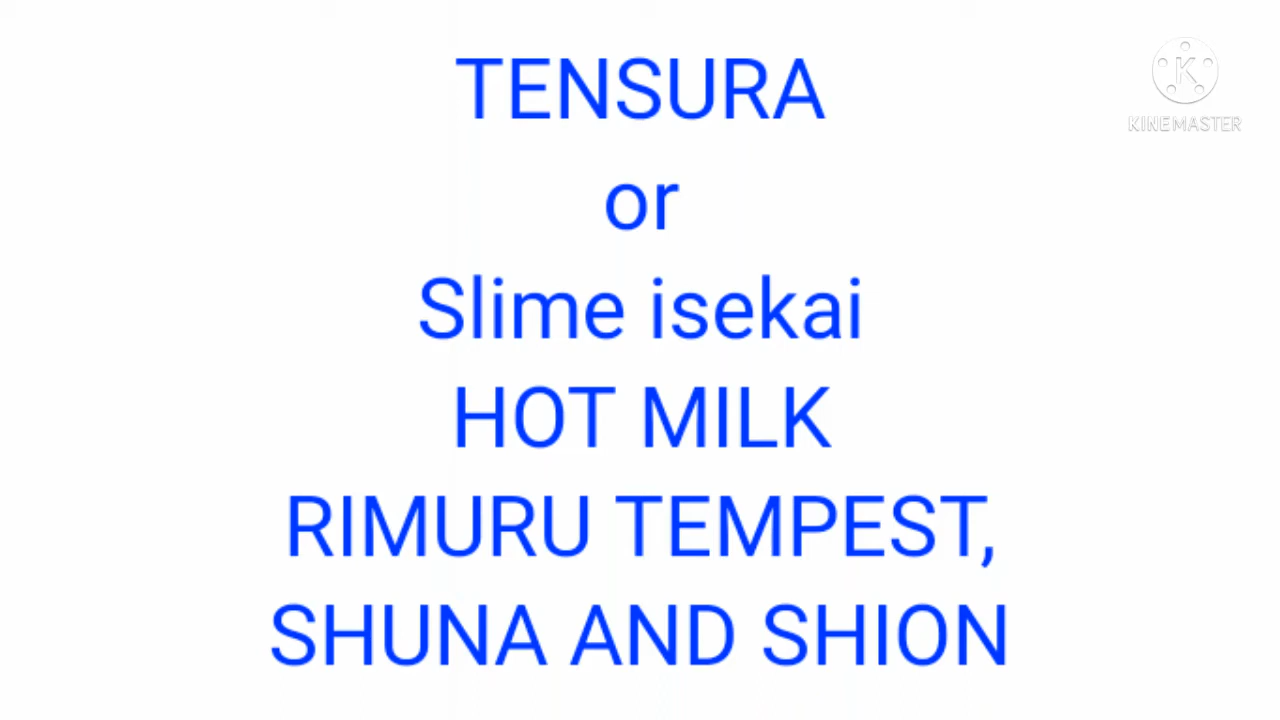 TENSURA
or
Slime isekai
HOT MILK
RIMURU TEMPEST,
SHUNA AND SHION
K
KINEMASTER